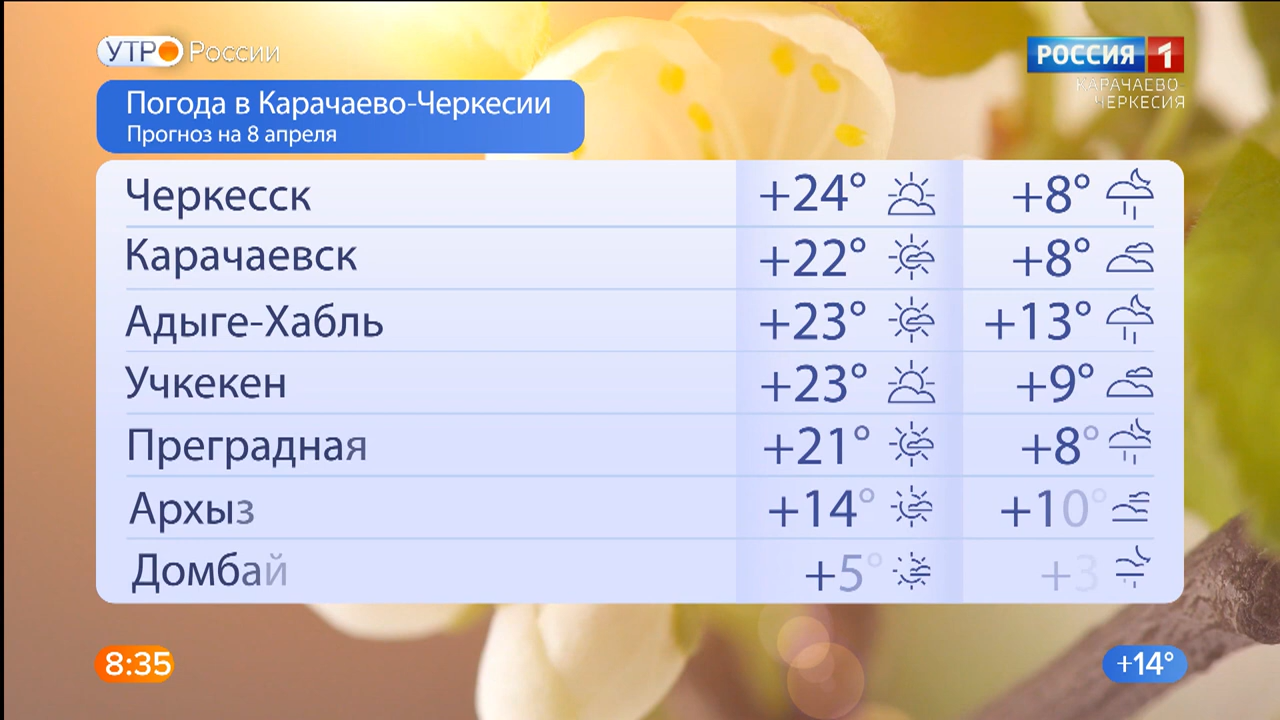 УТРО России
РОССИЯ 1
КАРАЧАЕВО-
ЧЕРКЕСИЯ
Погода в Карачаево-Черкесии
Прогноз на 8 апреля
Черкесск +24° +8°
Карачаевск +22° +8°
Адыге-Хабль +23° +13°
Учкекен +23° +9°
Преградная +21° +8°
Архыз +14° +10°
Домбай +5° +3
8:35 +14°